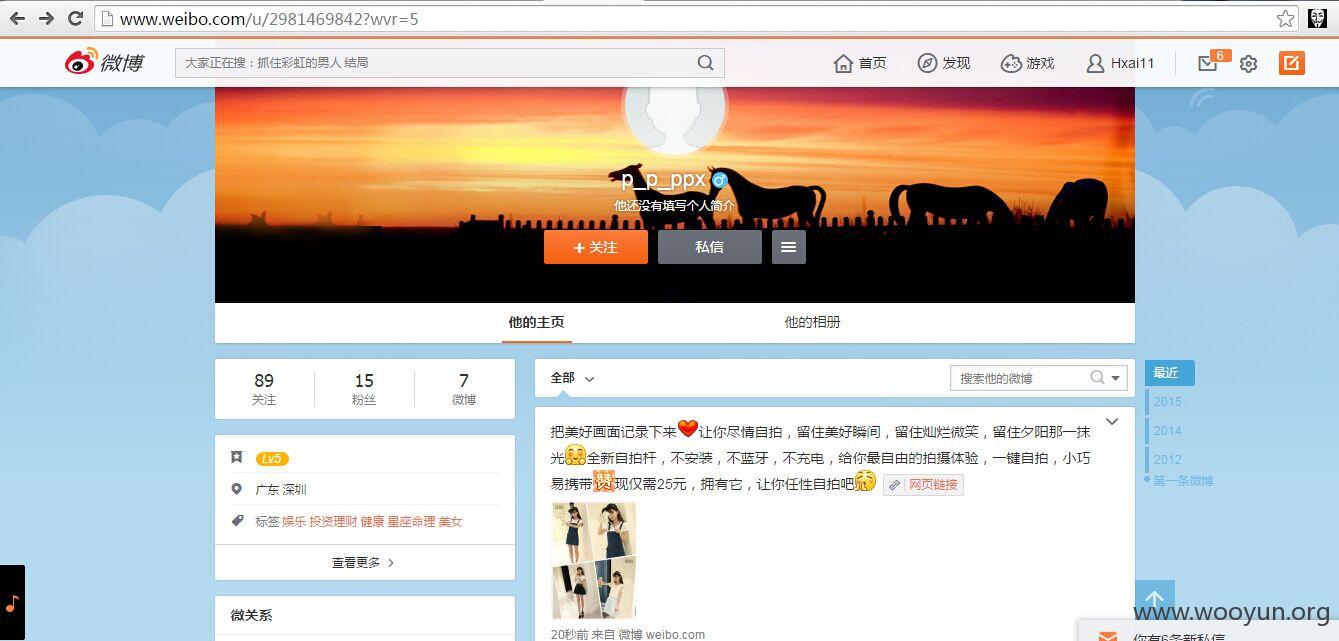 www.weibo.com/u/2981469842?wvr=5
微博
大家正在搜：抓住彩虹的男人 结局
首页
发现
游戏
Hxai11
6
p_p_ppx
他还没有填写个人简介
+ 关注
私信
他的主页
他的相册
89
关注
15
粉丝
7
微博
Lv5
广东 深圳
标签 娱乐 投资理财 健康 星座命理 美女
查看更多
微关系
全部
搜索他的微博
把美好画面记录下来让你尽情自拍，留住美好瞬间，留住灿烂微笑，留住夕阳那一抹
光全新自拍杆，不安装，不蓝牙，不充电，给你最自由的拍摄体验，一键自拍，小巧
易携带赞现仅需25元，拥有它，让你任性自拍吧 网页链接
20秒前 来自 微博 weibo.com
最近
2015
2014
2012
第一条微博
www.wooyun.org
你有6条新私信